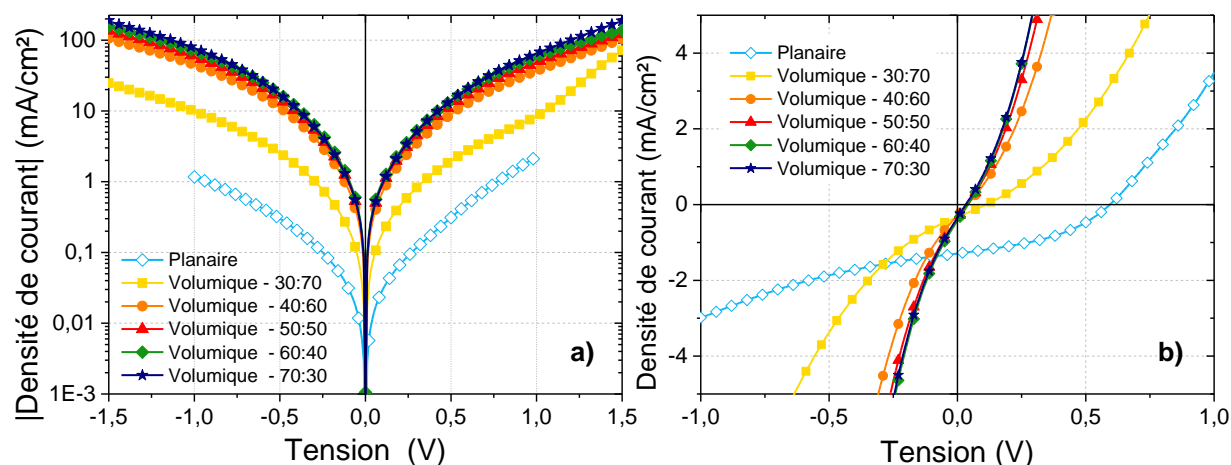 |Densité de courant| (mA/cm²)
100
10
1
0,1
0,01
1E-3
Planaire
Volumique - 30:70
Volumique - 40:60
Volumique - 50:50
Volumique - 60:40
Volumique - 70:30
a)
-1,5 -1,0 -0,5 0,0 0,5 1,0 1,5
Tension (V)
Densité de courant (mA/cm²)
4
2
0
-2
-4
Planaire
Volumique - 30:70
Volumique - 40:60
Volumique - 50:50
Volumique - 60:40
Volumique - 70:30
b)
-1,0 -0,5 0,0 0,5 1,0
Tension (V)